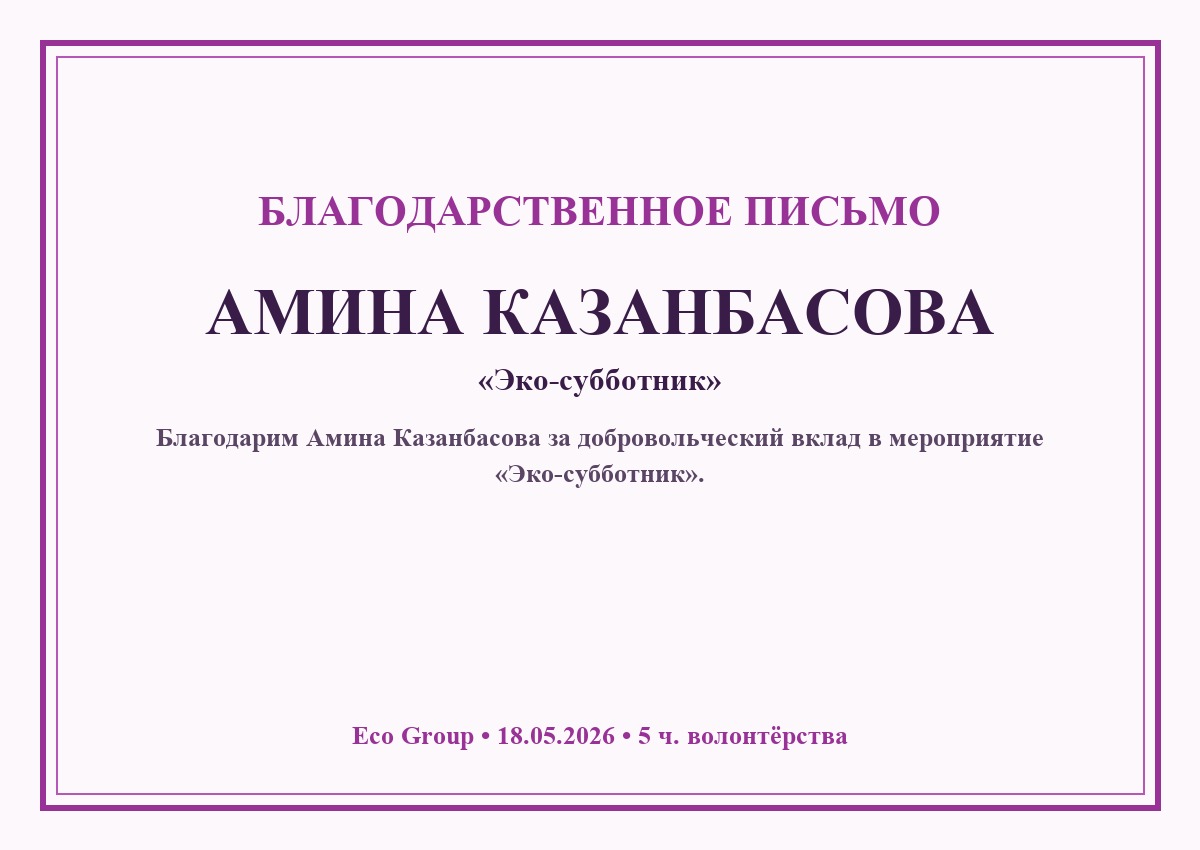 БЛАГОДАРСТВЕННОЕ ПИСЬМО
АМИНА КАЗАНБАСОВА
«Эко-субботник»
Благодарим Амина Казанбасова за добровольческий вклад в мероприятие
«Эко-субботник».
Eco Group • 18.05.2026 • 5 ч. волонтёрства